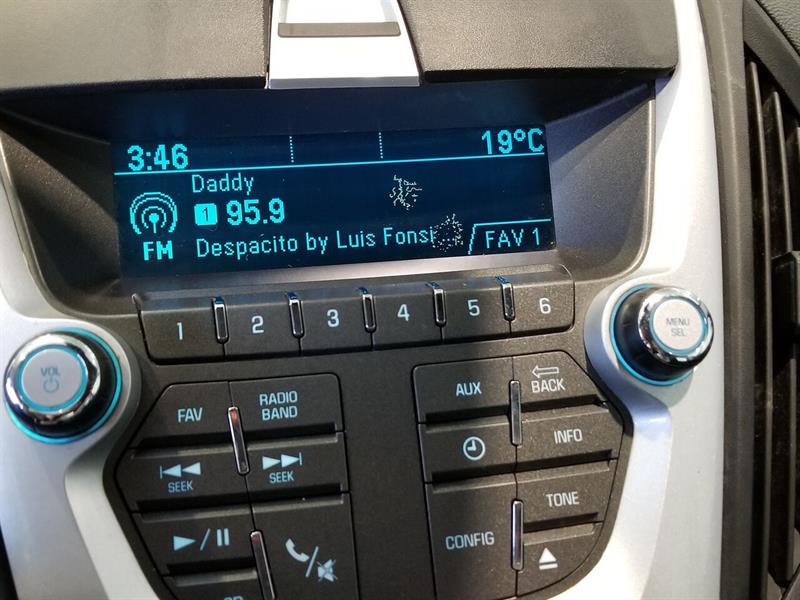 3:46 19°C
Daddy
1 95.9
FM Despacito by Luis Fonsi FAV 1
1 2 3 4 5 6
VOL
MENU
SEL
FAV
RADIO
BAND
AUX
BACK
SEEK
SEEK
INFO
TONE
CONFIG